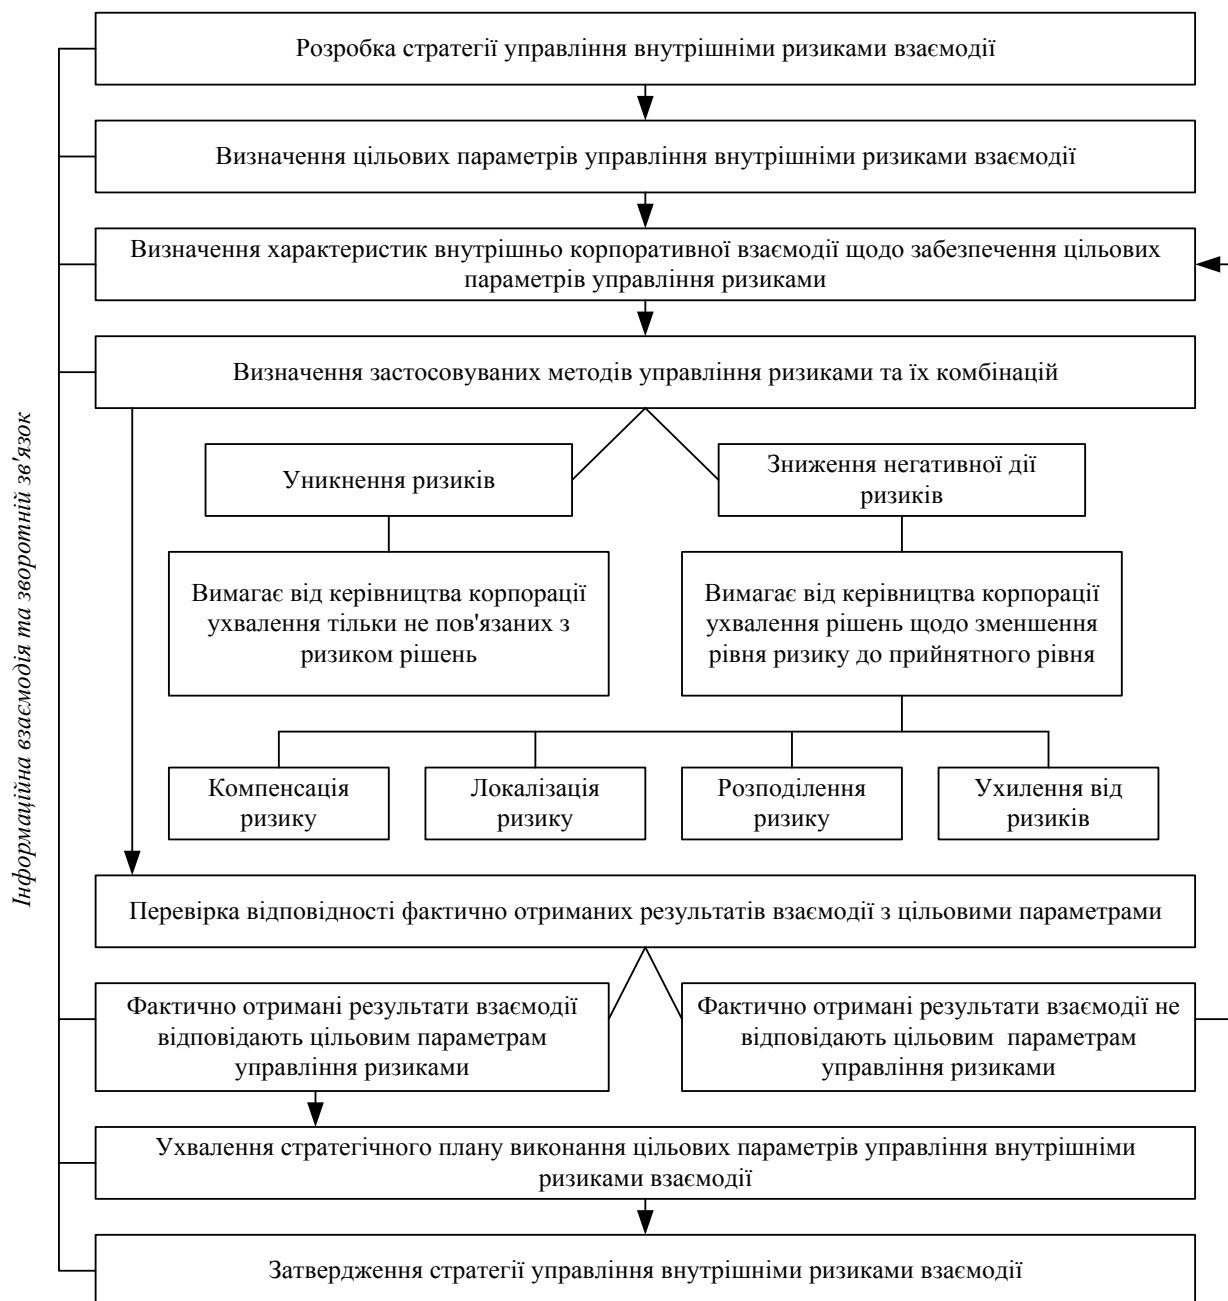 Розробка стратегії управління внутрішніми ризиками взаємодії
Визначення цільових параметрів управління внутрішніми ризиками взаємодії
Визначення характеристик внутрішньо корпоративної взаємодії щодо забезпечення цільових
параметрів управління ризиками
Визначення застосовуваних методів управління ризиками та їх комбінацій
Уникнення ризиків
Зниження негативної дії
ризиків
Вимагає від керівництва корпорації
ухвалення тільки не пов'язаних з
ризиком рішень
Вимагає від керівництва корпорації
ухвалення рішень щодо зменшення
рівня ризику до прийнятного рівня
Компенсація
ризику
Локалізація
ризику
Розподілення
ризику
Ухилення від
ризиків
Перевірка відповідності фактично отриманих результатів взаємодії з цільовими параметрами
Фактично отримані результати взаємодії
відповідають цільовим параметрам
управління ризиками
Фактично отримані результати взаємодії не
відповідають цільовим параметрам
управління ризиками
Ухвалення стратегічного плану виконання цільових параметрів управління внутрішніми
ризиками взаємодії
Затвердження стратегії управління внутрішніми ризиками взаємодії
Інформаційна взаємодія та зворотній зв'язок